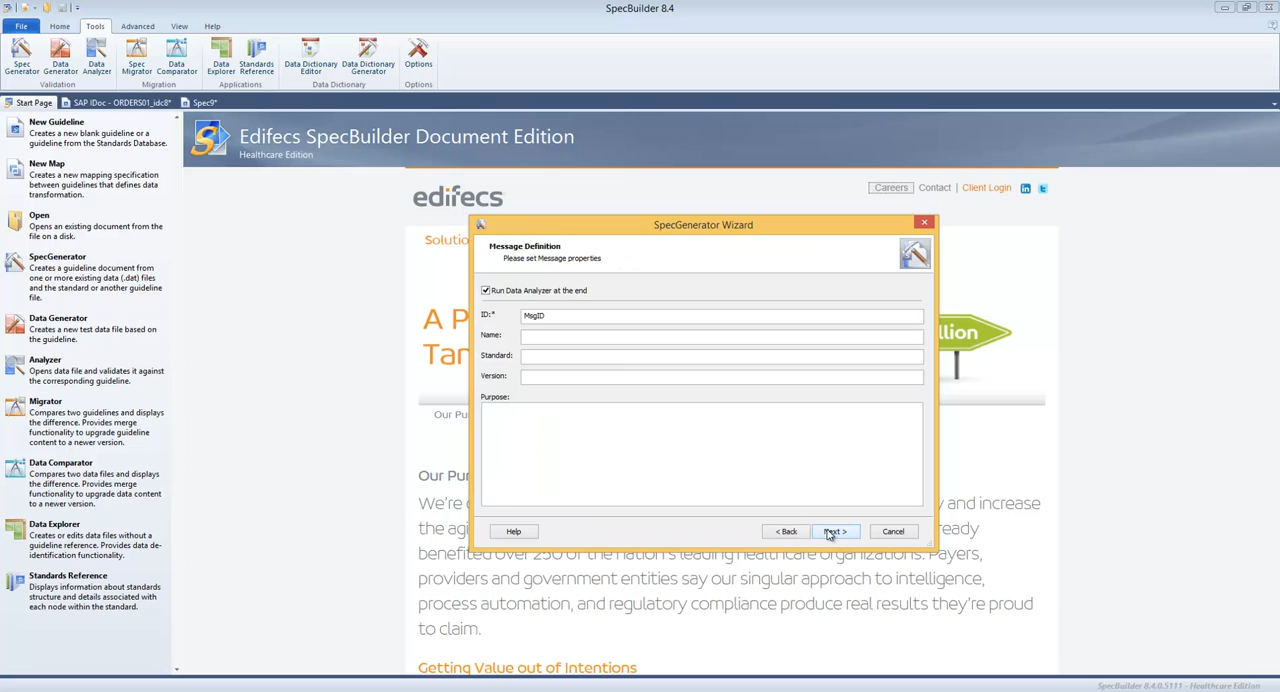 SpecBuilder 8.4
File Home Tools Advanced View Help
Spec Generator
Data Generator
Data Analyzer
Spec Migrator
Data Comparator
Data Explorer
Standards Reference
Data Dictionary Editor
Data Dictionary Generator
Options
Validation Migration Applications Data Dictionary Options
Start Page SAP IDoc - ORDERS01_idc8* Spec9*
New Guideline
Creates a new blank guideline or a
guideline from the Standards Database.
New Map
Creates a new mapping specification
between guidelines that defines data
transformation.
Open
Opens an existing document from the
file on a disk.
SpecGenerator
Creates a guideline document from
one or more existing data (.dat) files
and the standard or another guideline
file.
Data Generator
Creates a new test data file based on
the guideline.
Analyzer
Opens data file and validates it against
the corresponding guideline.
Migrator
Compares two guidelines and displays
the difference. Provides merge
functionality to upgrade guideline
content to a newer version.
Data Comparator
Compares two data files and displays
the difference. Provides merge
functionality to upgrade data content
to a newer version.
Data Explorer
Creates or edits data files without a
guideline reference. Provides data de-
identification functionality.
Standards Reference
Displays information about standards
structure and details associated with
each node within the standard.
Edifecs SpecBuilder Document Edition
Healthcare Edition
edifecs
Careers Contact | Client Login
Solutio
A P
Tar
llion
Our Pu
Our Pu
We're c
y and increase
the agi
ready
benefited over 250 of the nation's leading healthcare organizations. Payers,
providers and government entities say our singular approach to intelligence,
process automation, and regulatory compliance produce real results they're proud
to claim.
Getting Value out of Intentions
SpecGenerator Wizard
Message Definition
Please set Message properties
Run Data Analyzer at the end
ID:* MsgID
Name:
Standard:
Version:
Purpose:
Help < Back Next > Cancel
SpecBuilder 8.4.0.5111 - Healthcare Edition